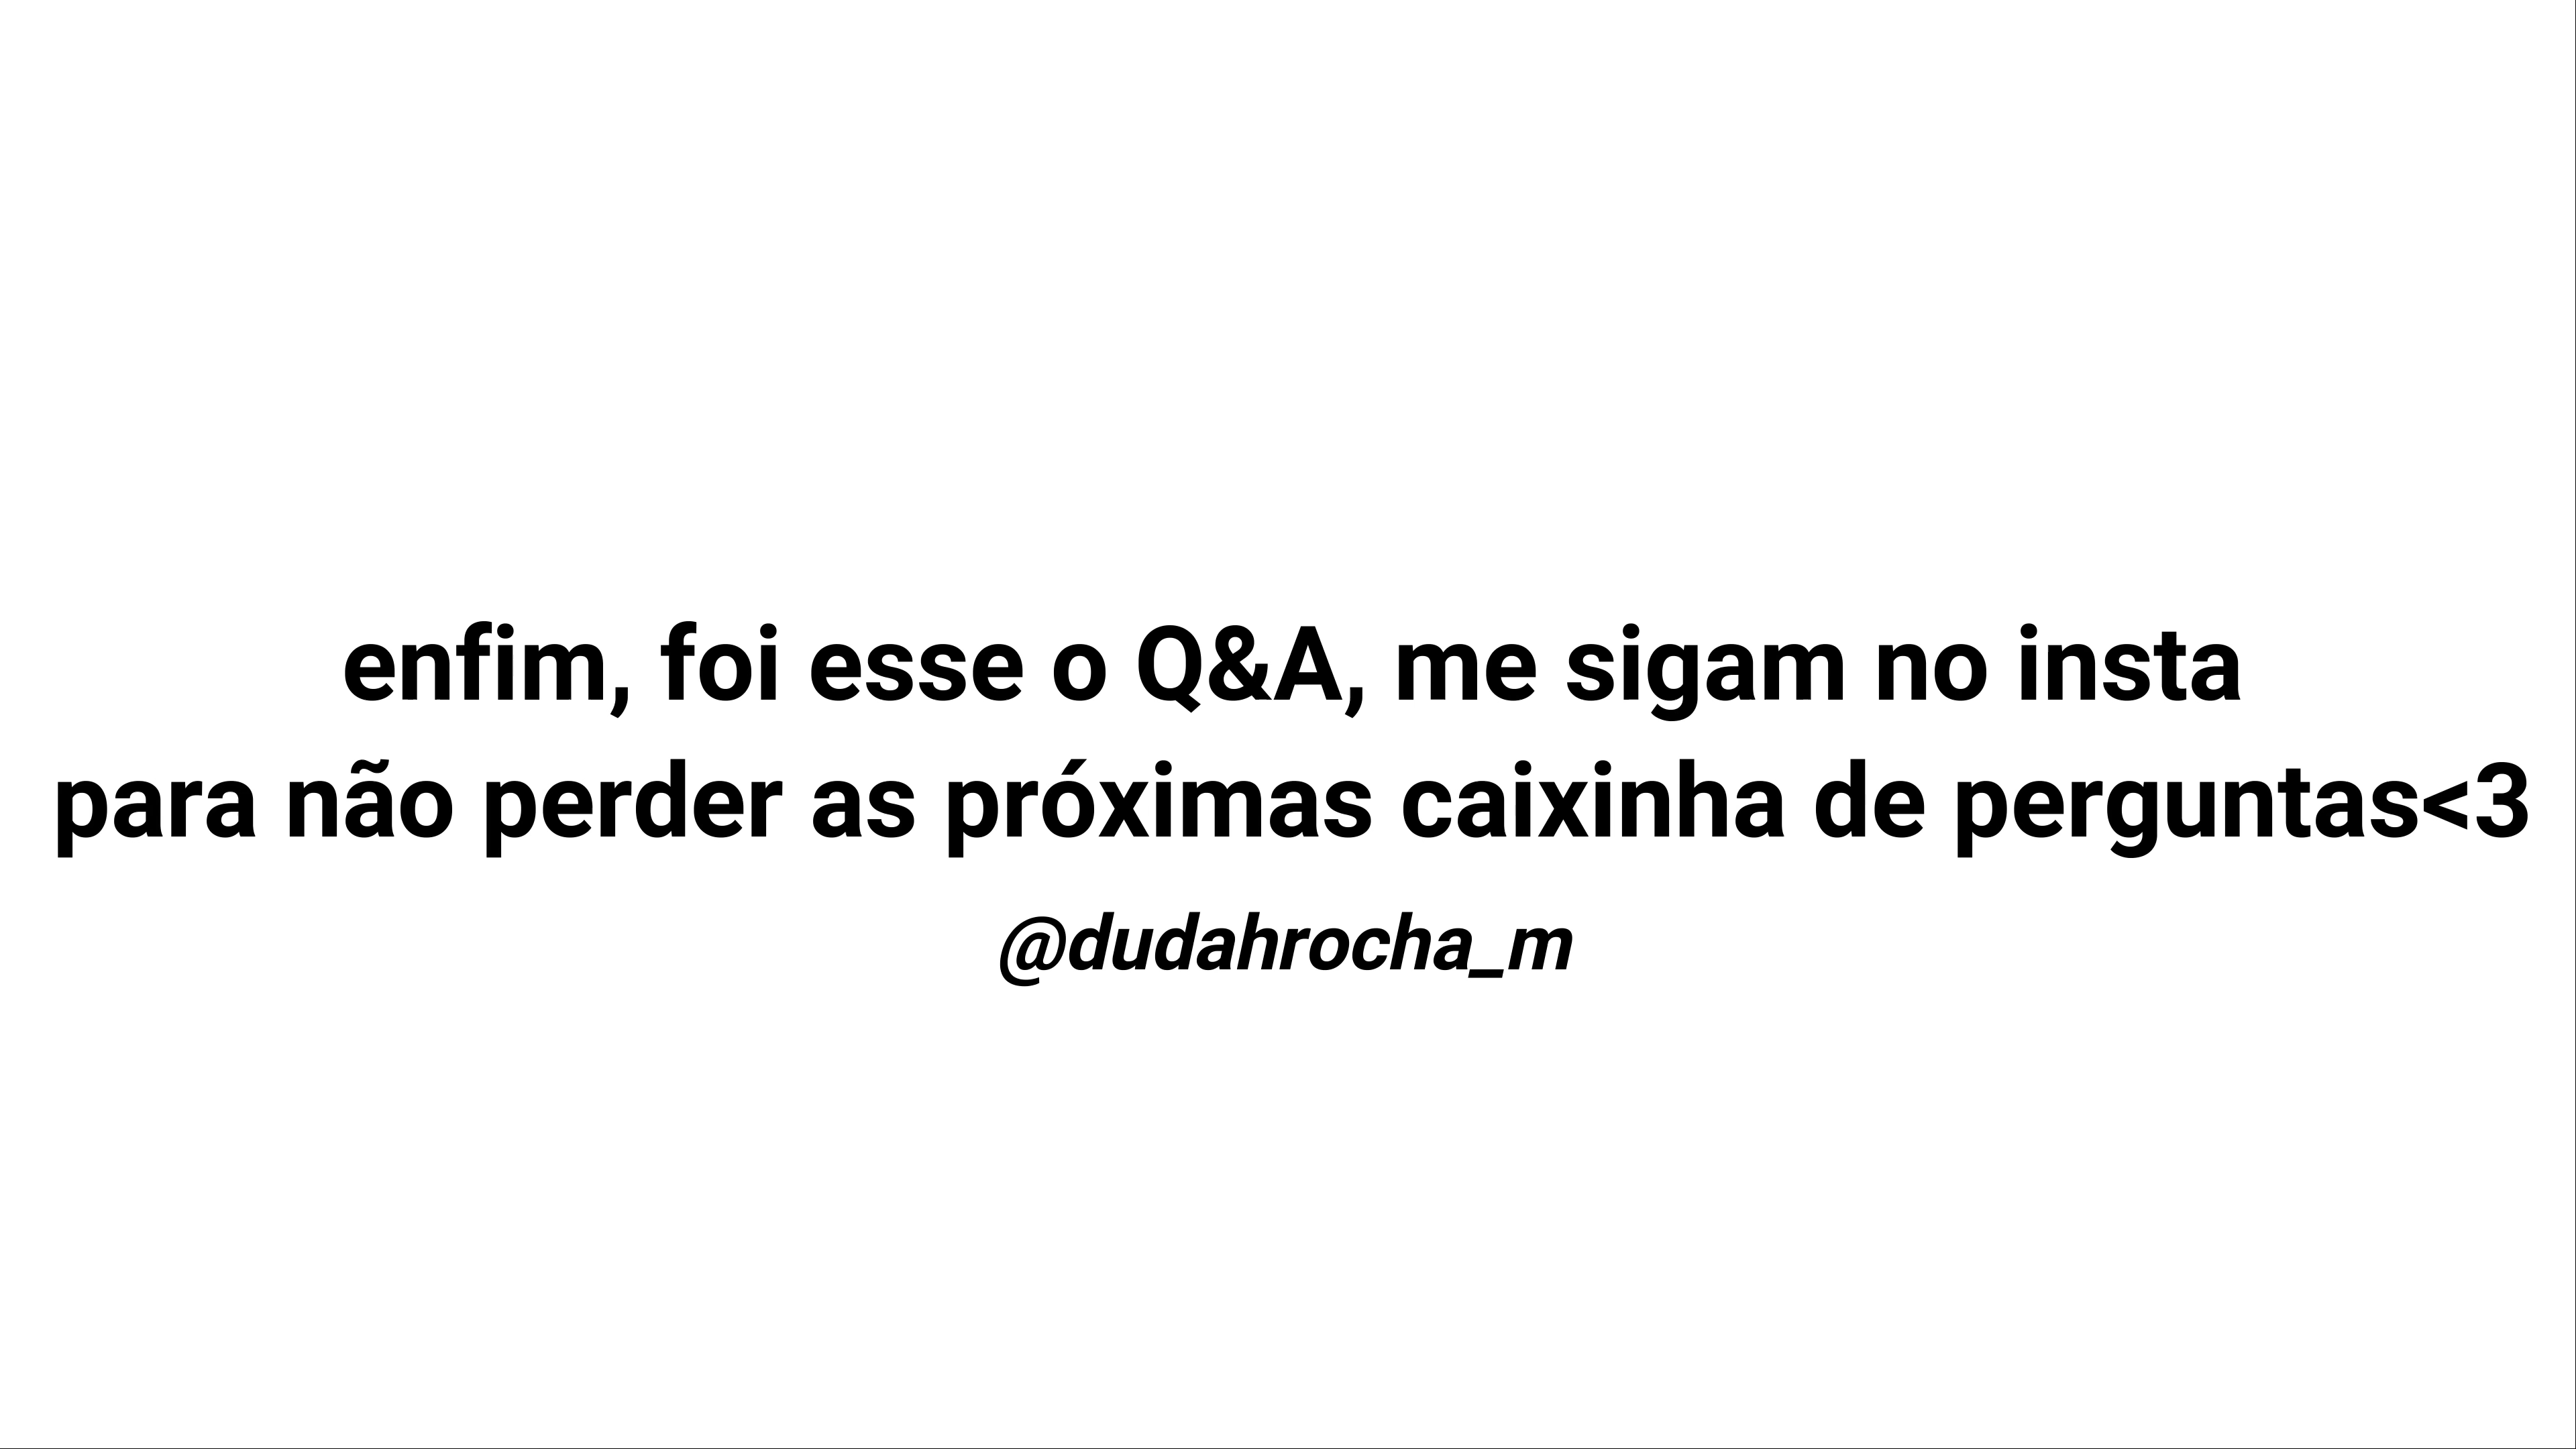 enfim, foi esse o Q&A, me sigam no insta
para não perder as próximas caixinha de perguntas<3
@dudahrocha_m